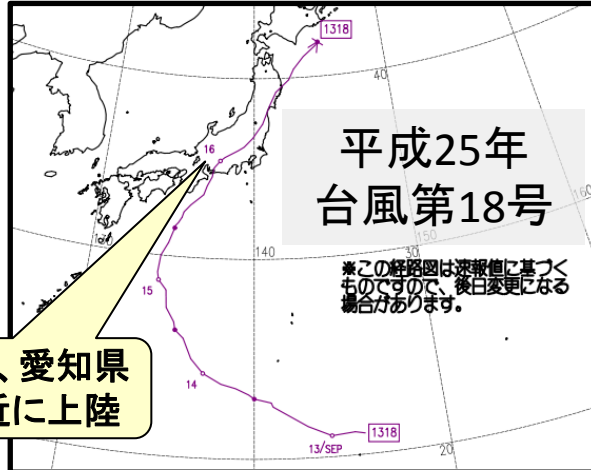 1318
40
平成25年
台風第18号
16
160
130
140
30
150
※この経路図は速報値に基づく
ものですので、後日変更になる
場合があります。
15
、愛知県
近に上陸
14
1318
13/SEP
20